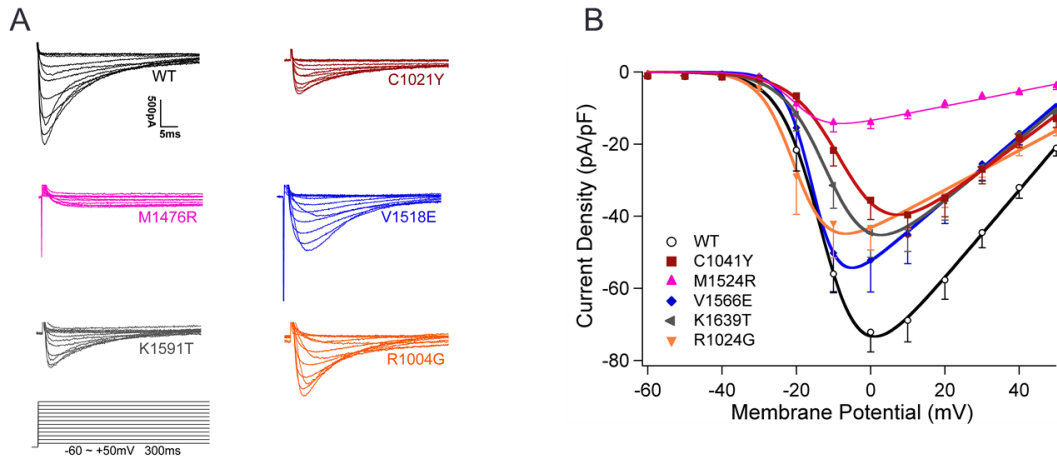 A
WT
500pA
5ms
C1021Y
M1476R
V1518E
K1591T
R1004G
-60 ~ +50mV 300ms
B
0
-20
-40
-60
-80
Current Density (pA/pF)
WT
C1041Y
M1524R
V1566E
K1639T
R1024G
-60 -40 -20 0 20 40
Membrane Potential (mV)